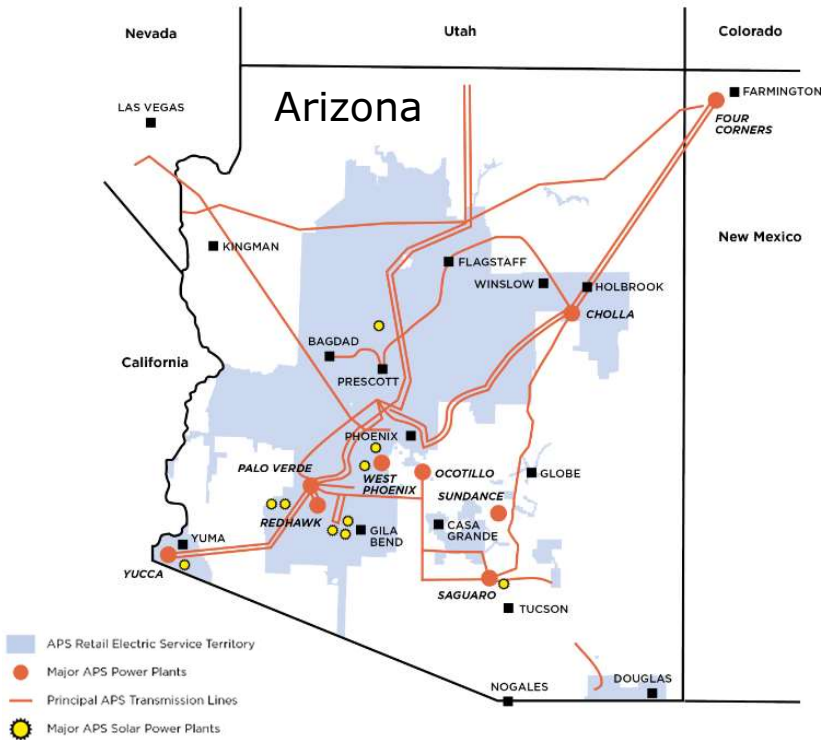 Nevada
Utah
Colorado
Arizona
LAS VEGAS
FARMINGTON
FOUR
CORNERS
New Mexico
KINGMAN
FLAGSTAFF
WINSLOW
HOLBROOK
CHOLLA
BAGDAD
California
PRESCOTT
PHOENIX
PALO VERDE
WEST
PHOENIX
OCOTILLO
GLOBE
SUNDANCE
REDHAWK
GILA
BEND
CASA
GRANDE
YUMA
YUCCA
SAGUARO
TUCSON
APS Retail Electric Service Territory
Major APS Power Plants
Principal APS Transmission Lines
Major APS Solar Power Plants
NOGALES
DOUGLAS